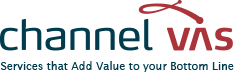 channel VAS
Services that Add Value to your Bottom Line